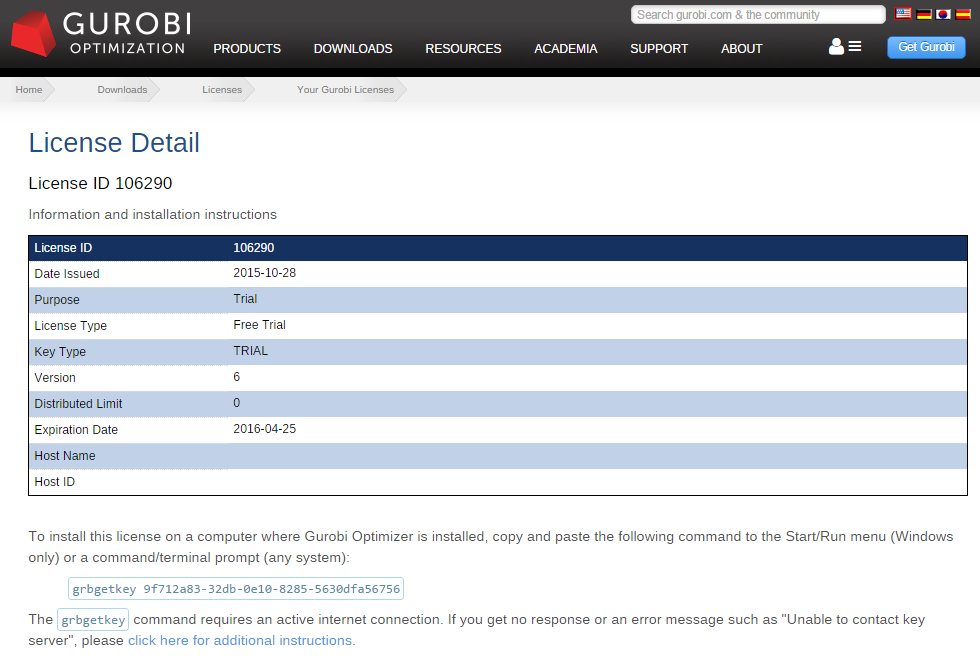 GUROBI
OPTIMIZATION
Search gurobi.com & the community
PRODUCTS DOWNLOADS RESOURCES ACADEMIA SUPPORT ABOUT
Get Gurobi
Home Downloads Licenses Your Gurobi Licenses
License Detail
License ID 106290
Information and installation instructions
License ID 106290
Date Issued 2015-10-28
Purpose Trial
License Type Free Trial
Key Type TRIAL
Version 6
Distributed Limit 0
Expiration Date 2016-04-25
Host Name
Host ID
To install this license on a computer where Gurobi Optimizer is installed, copy and paste the following command to the Start/Run menu (Windows
only) or a command/terminal prompt (any system):
grbgetkey 9f712a83-32db-0e10-8285-5630dfa56756
The grbgetkey command requires an active internet connection. If you get no response or an error message such as "Unable to contact key
server", please click here for additional instructions.